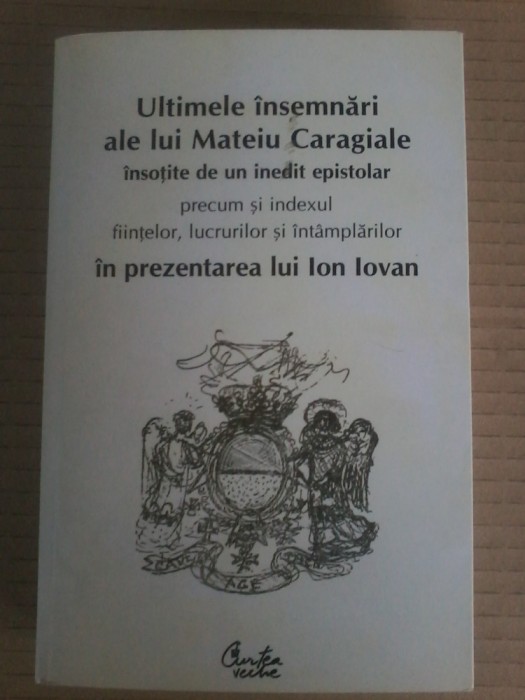 Ultimele însemnări
ale lui Mateiu Caragiale
însoțite de un inedit epistolar
precum și indexul
ființelor, lucrurilor și întâmplărilor
în prezentarea lui Ion Iovan
AGE
Curtea
veche